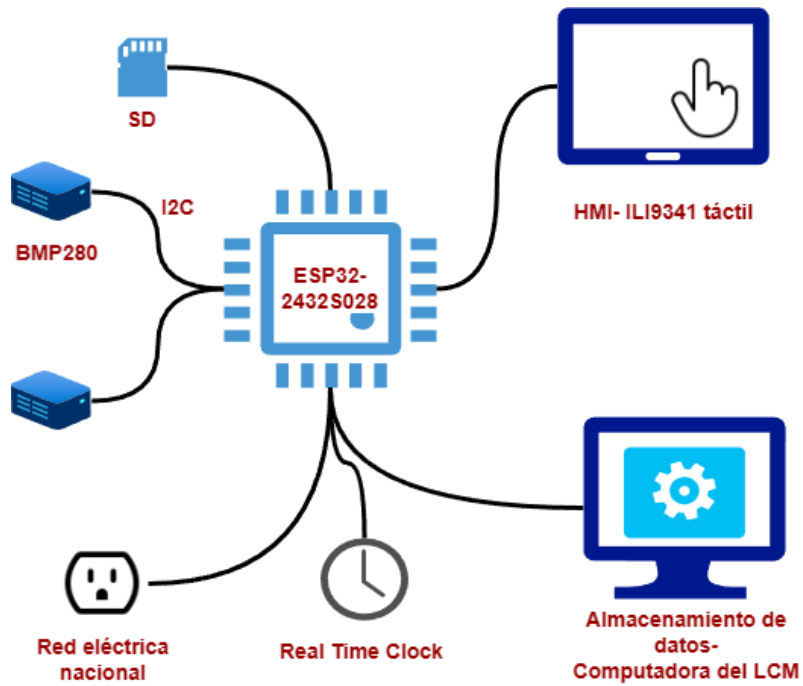 SD
I2C
BMP280
HMI- ILI9341 táctil
ESP32-
2432S028
Red eléctrica
nacional
Real Time Clock
Almacenamiento de
datos-
Computadora del LCM